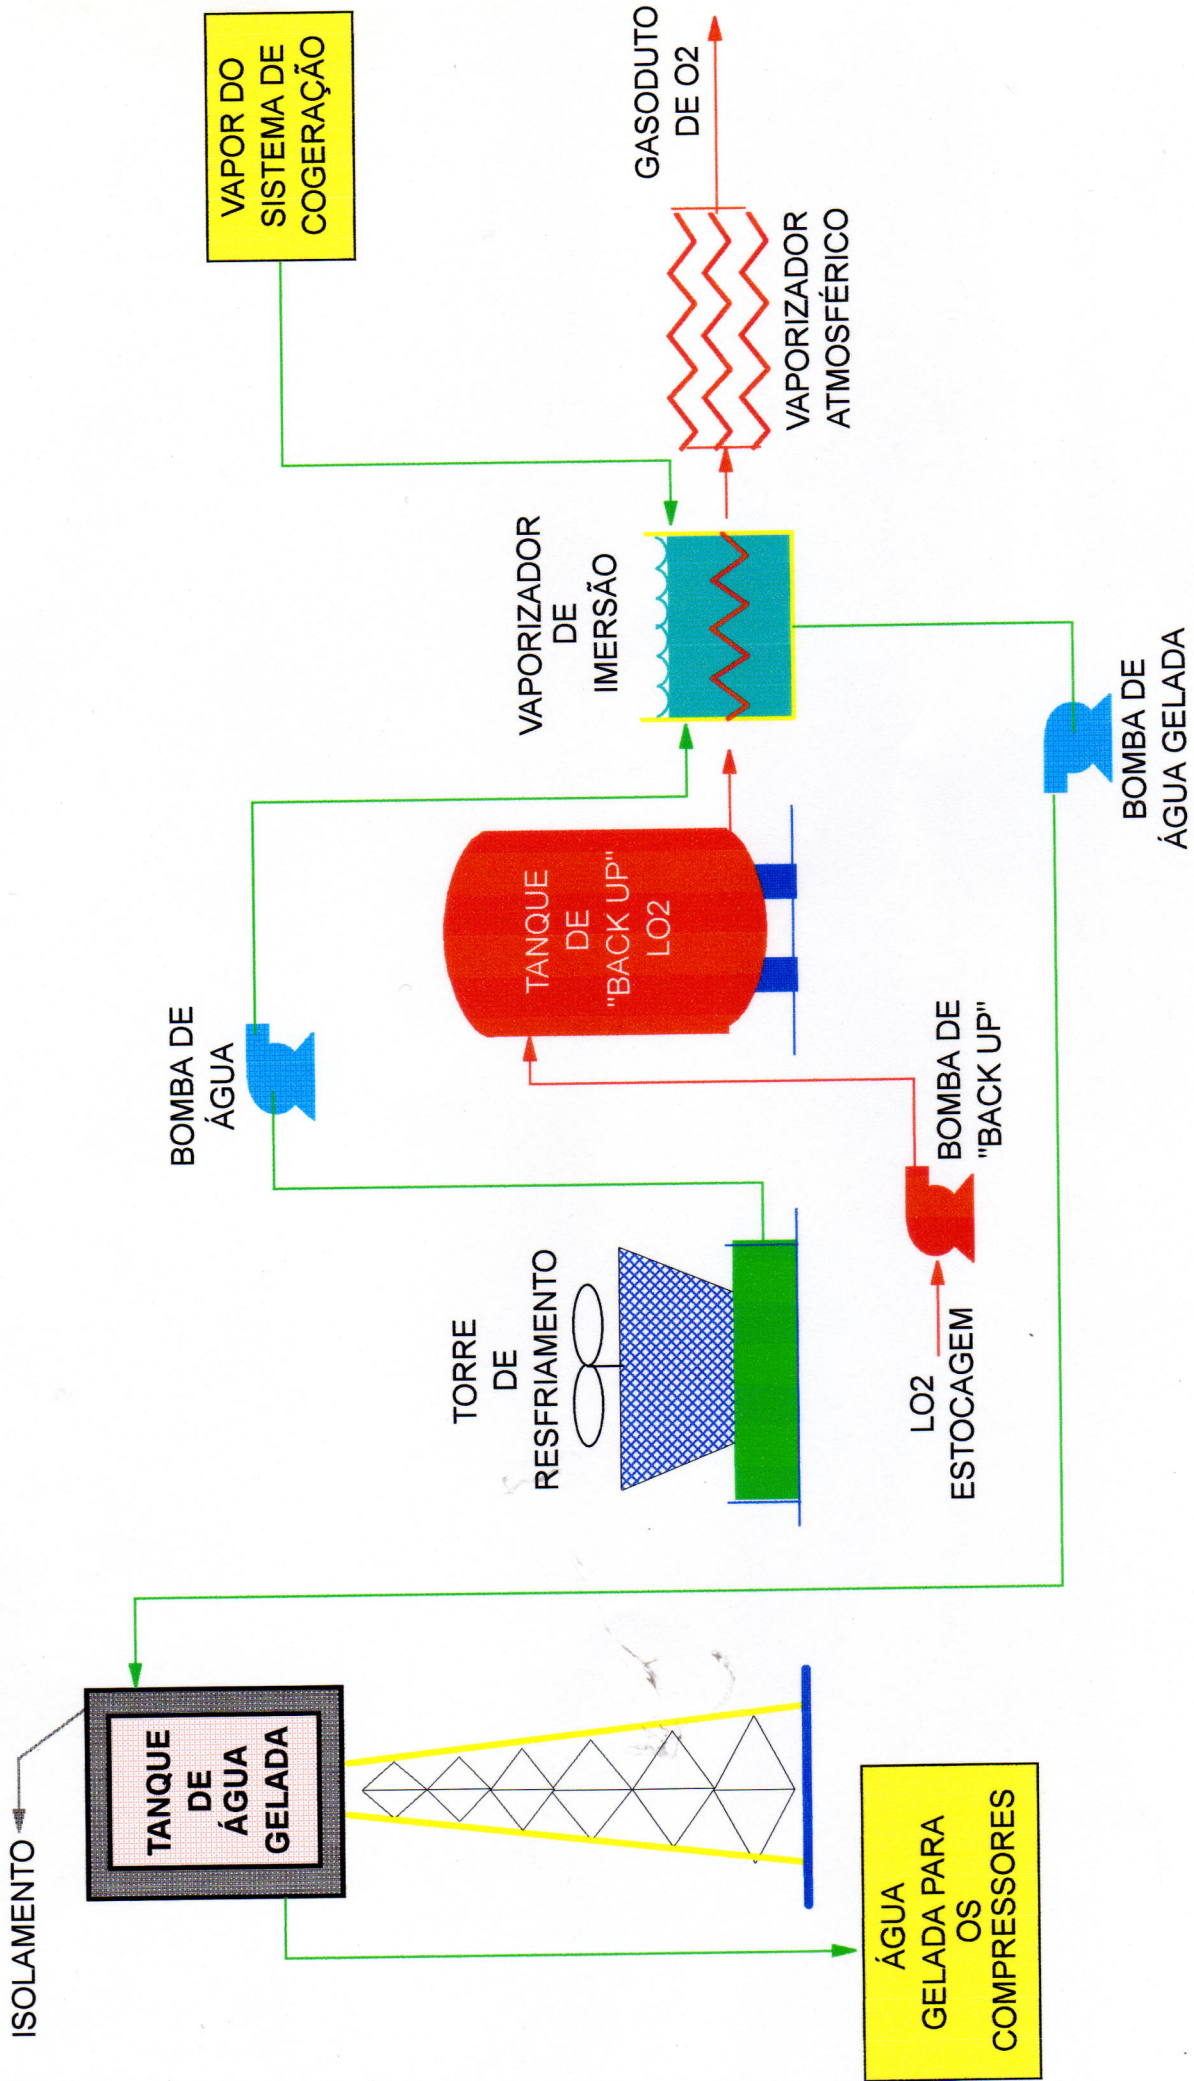 ISOLAMENTO
TANQUE
DE
ÁGUA
GELADA
ÁGUA
GELADA PARA
OS
COMPRESSORES
TORRE
DE
RESFRIAMENTO
LO2
ESTOCAGEM
BOMBA DE
"BACK UP"
BOMBA DE
ÁGUA
TANQUE
DE
"BACK UP"
LO2
VAPORIZADOR
DE
IMERSÃO
BOMBA DE
ÁGUA GELADA
VAPOR DO
SISTEMA DE
COGERAÇÃO
VAPORIZADOR
ATMOSFÉRICO
GASODUTO
DE O2